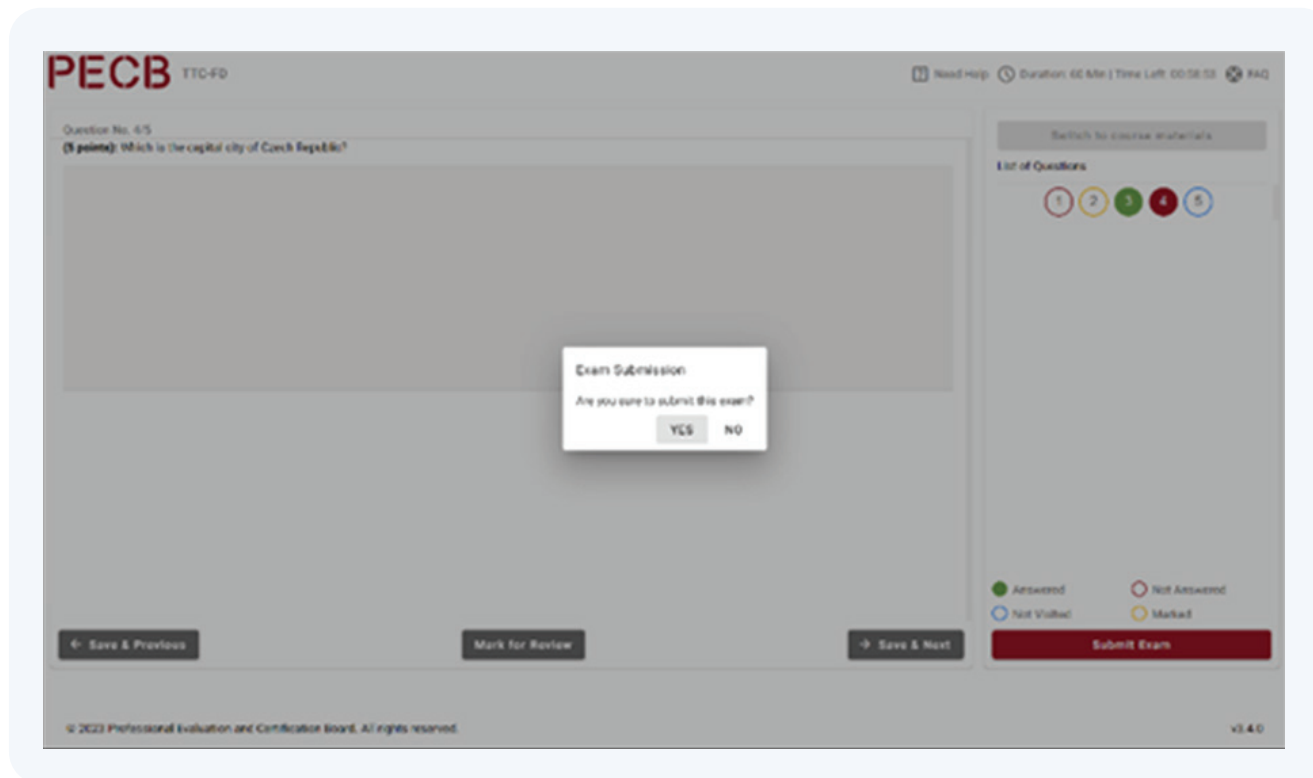 PECB TTC-FD
Need Help Duration: 60 Min | Time Left: 00:58:53 FAQ
Question No. 4/5
(5 points): Which is the capital city of Czech Republic?
Switch to course materials
List of Questions
1 2 3 4 5
Exam Submission
Are you sure to submit this exam?
YES NO
Answered Not Answered
Not Visited Marked
← Save & Previous Mark for Review → Save & Next Submit Exam
© 2023 Professional Evaluation and Certification Board. All rights reserved. v3.4.0